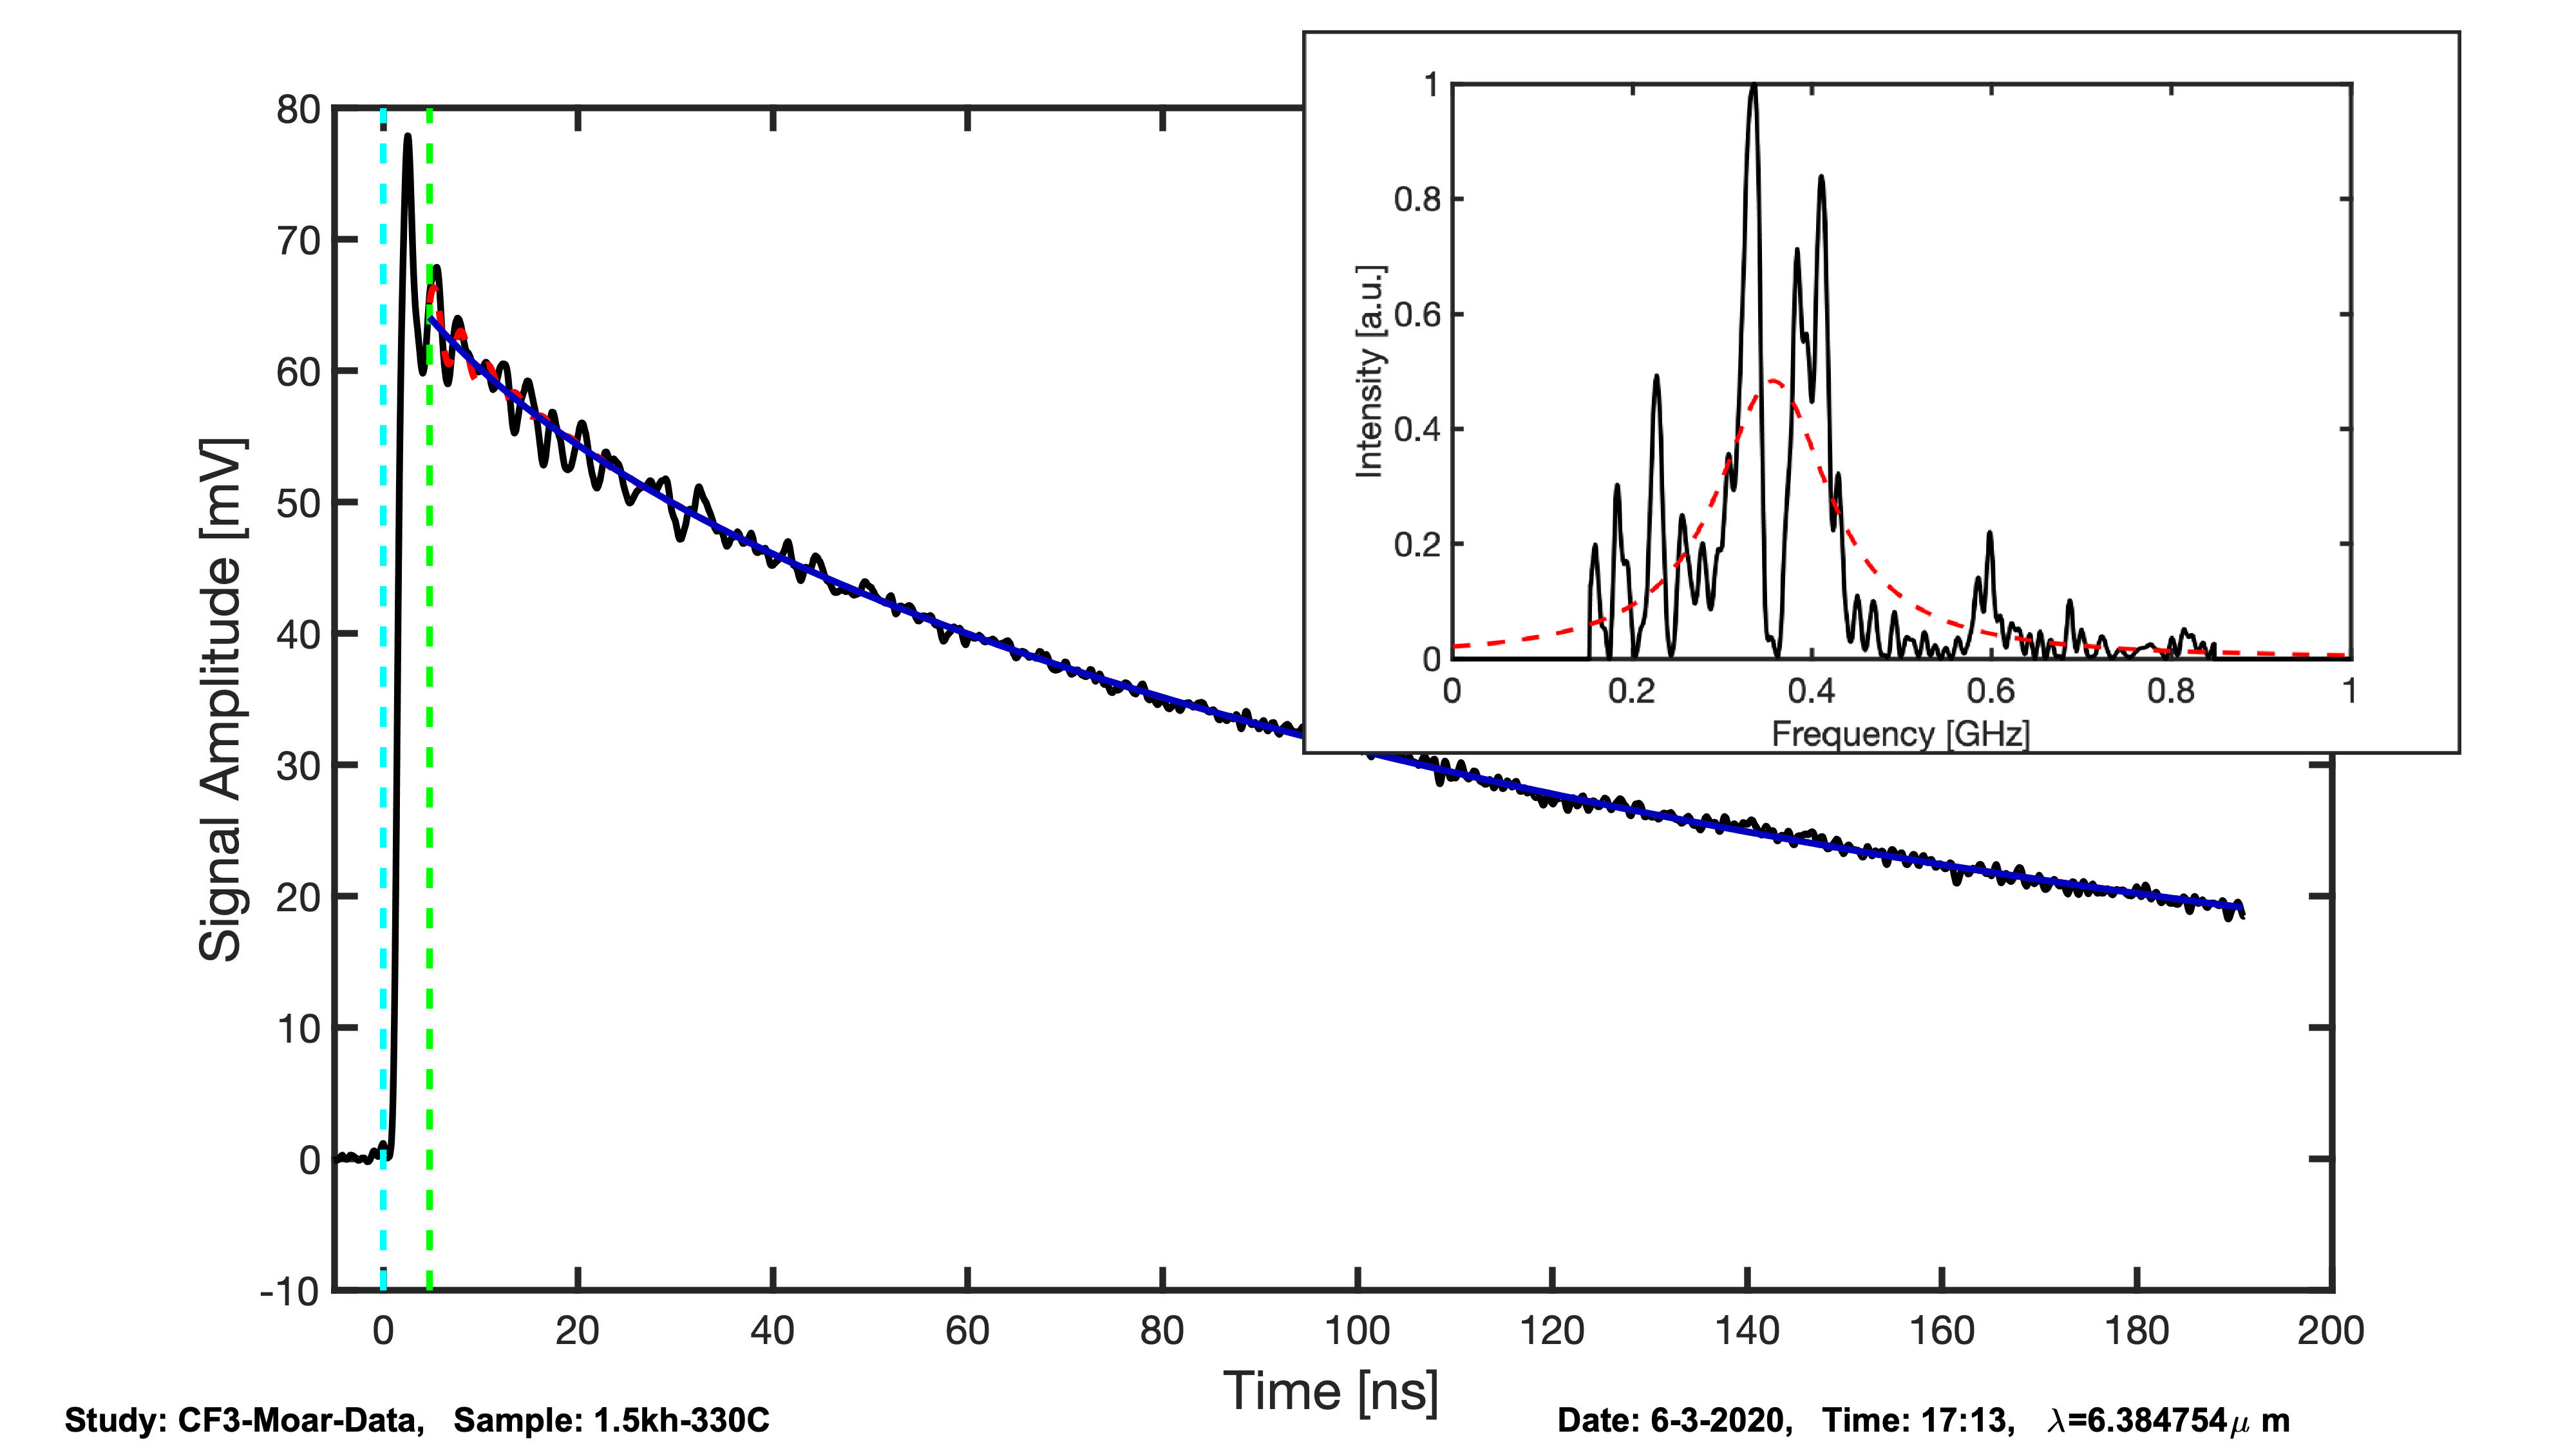 1
0.8
0.6
0.4
0.2
0
Intensity [a.u.]
0 0.2 0.4 0.6 0.8 1
Frequency [GHz]
80
70
60
50
40
30
20
10
0
-10
Signal Amplitude [mV]
0 20 40 60 80 100 120 140 160 180 200
Time [ns]
Study: CF3-Moar-Data, Sample: 1.5kh-330C
Date: 6-3-2020, Time: 17:13, λ=6.384754μ m